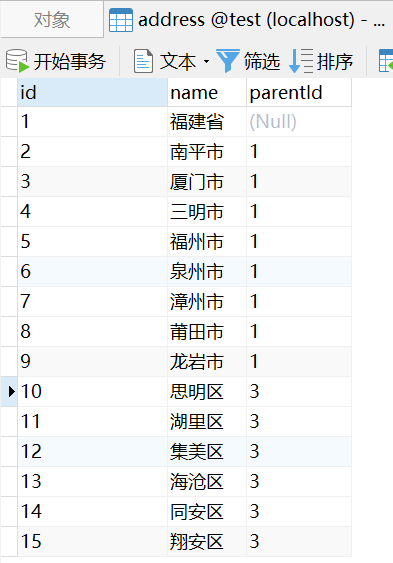 对象 address @test (localhost) - ...
开始事务 文本 筛选 排序
id name parentId
1 福建省 (Null)
2 南平市 1
3 厦门市 1
4 三明市 1
5 福州市 1
6 泉州市 1
7 漳州市 1
8 莆田市 1
9 龙岩市 1
10 思明区 3
11 湖里区 3
12 集美区 3
13 海沧区 3
14 同安区 3
15 翔安区 3